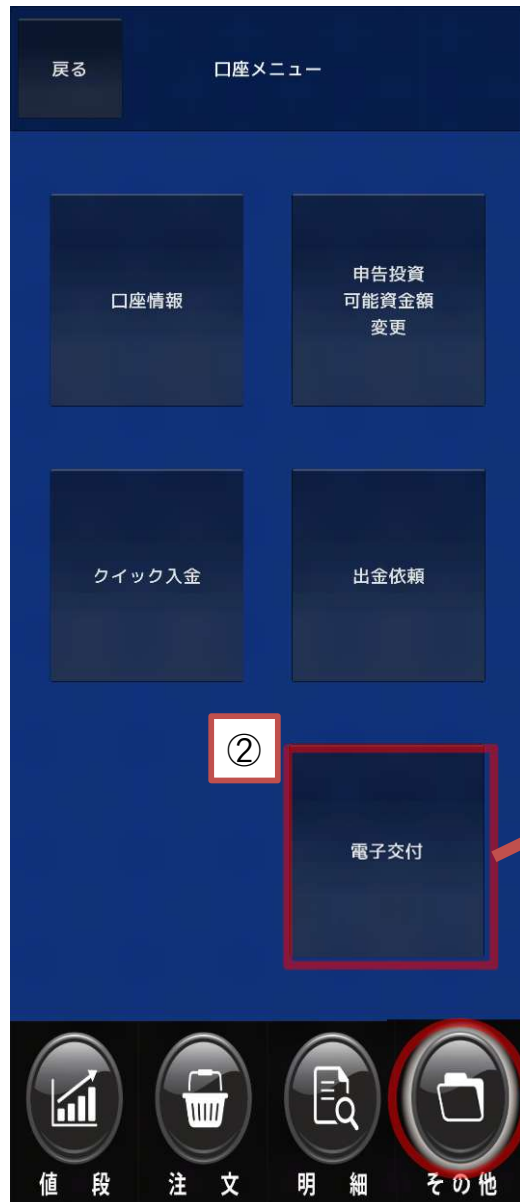 戻る
口座メニュー
口座情報
申告投資
可能資金額
変更
クイック入金
出金依頼
②
電子交付
値 段
注 文
明 細
その他